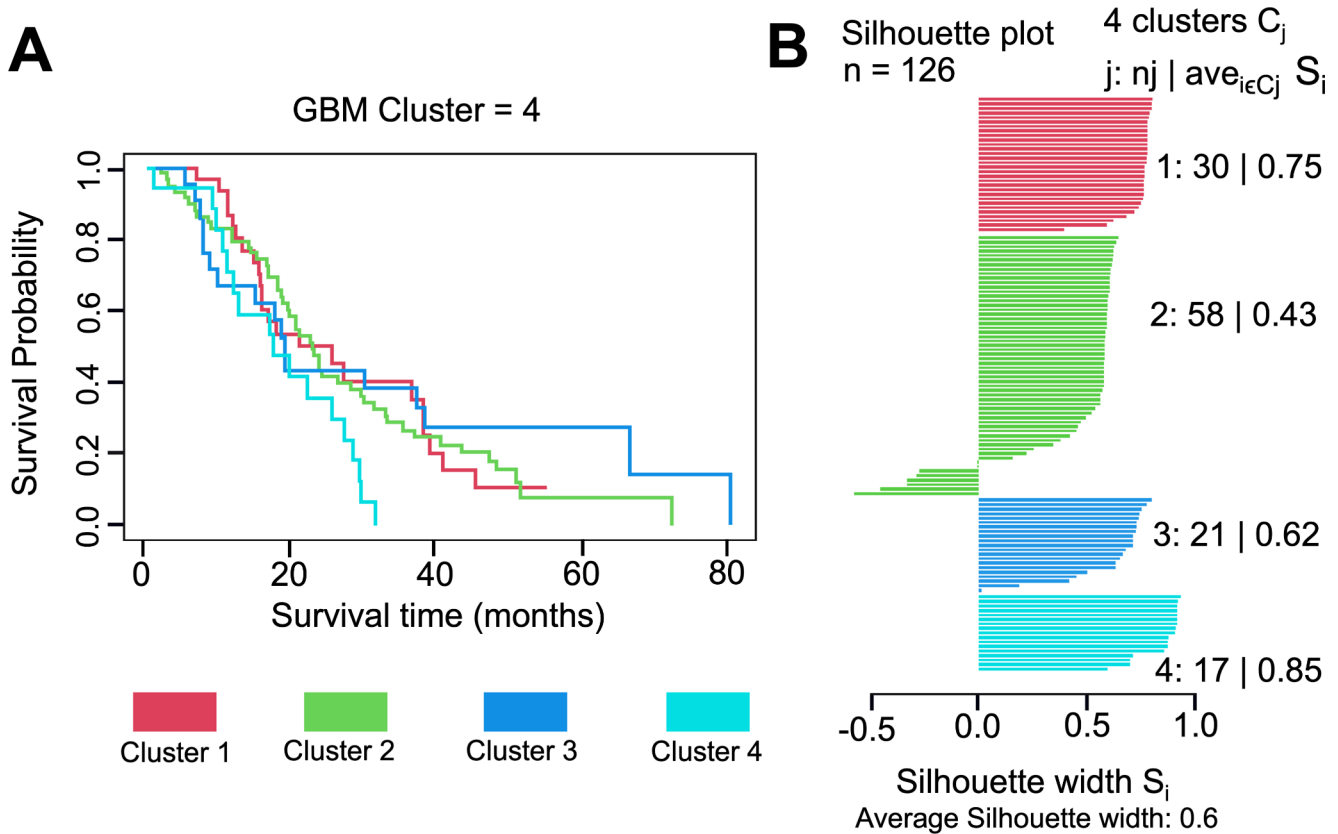 A
GBM Cluster = 4
Survival Probability
1.0
0.8
0.6
0.4
0.2
0.0
0 20 40 60 80
Survival time (months)
Cluster 1 Cluster 2 Cluster 3 Cluster 4
B
Silhouette plot
n = 126
4 clusters Cj
j: nj | aveiϵCj Si
1: 30 | 0.75
2: 58 | 0.43
3: 21 | 0.62
4: 17 | 0.85
-0.5 0.0 0.5 1.0
Silhouette width Si
Average Silhouette width: 0.6